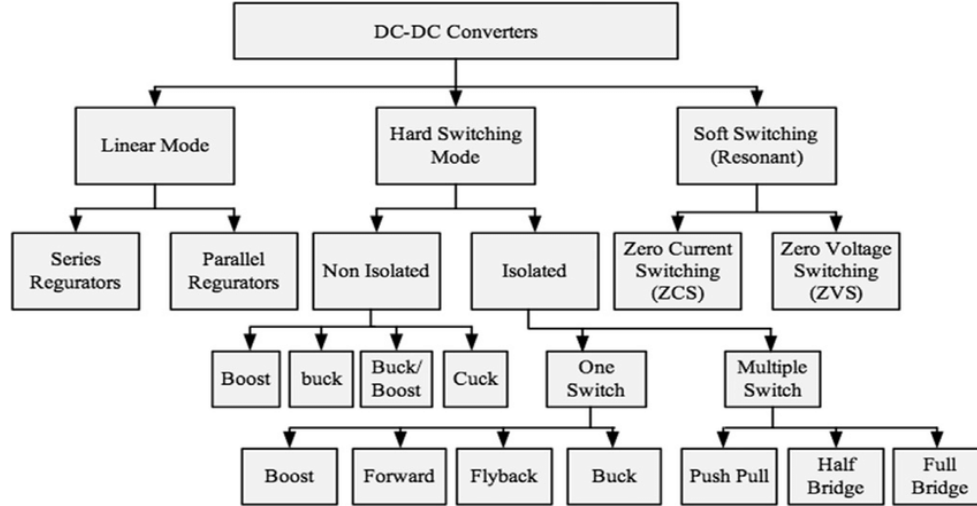 DC-DC Converters
Linear Mode
Hard Switching
Mode
Soft Switching
(Resonant)
Series
Regurators
Parallel
Regurators
Non Isolated
Isolated
Zero Current
Switching
(ZCS)
Zero Voltage
Switching
(ZVS)
Boost
buck
Buck/
Boost
Cuck
One
Switch
Multiple
Switch
Boost
Forward
Flyback
Buck
Push Pull
Half
Bridge
Full
Bridge